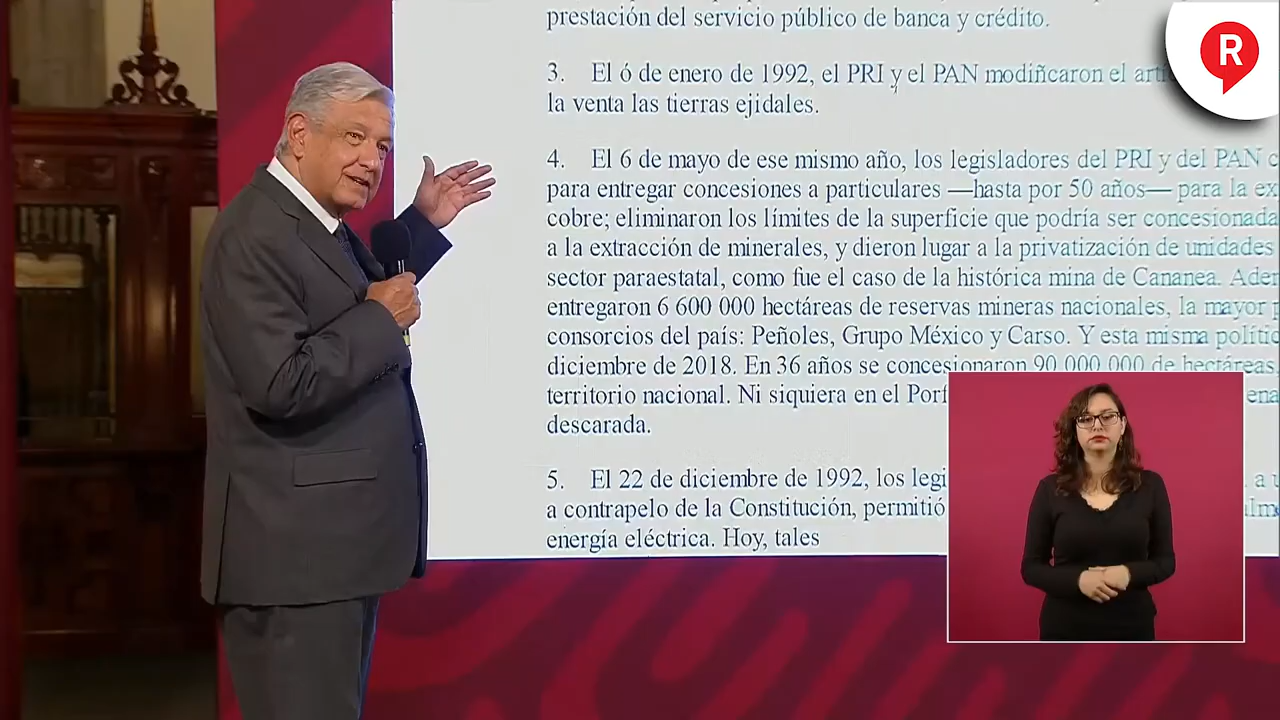 prestación del servicio público de banca y crédito.
3. El ó de enero de 1992, el PRI y el PAN modiñcaron el
la venta las tierras ejidales.
4. El 6 de mayo de ese mismo año, los legisladores del PRI y del PAN
para entregar concesiones a particulares —hasta por 50 años— para la
cobre; eliminaron los límites de la superficie que podría ser concesionada
a la extracción de minerales, y dieron lugar a la privatización de unidades
sector paraestatal, como fue el caso de la histórica mina de Cananea.
entregaron 6 600 000 hectáreas de reservas mineras nacionales, la mayor
consorcios del país: Peñoles, Grupo México y Carso. Y esta misma
diciembre de 2018. En 36 años se concesionaron 90 000 000 de hectáreas,
territorio nacional. Ni siquiera en el
descarada.
5. El 22 de diciembre de 1992, los
a contrapelo de la Constitución, permitió
energía eléctrica. Hoy, tales
R